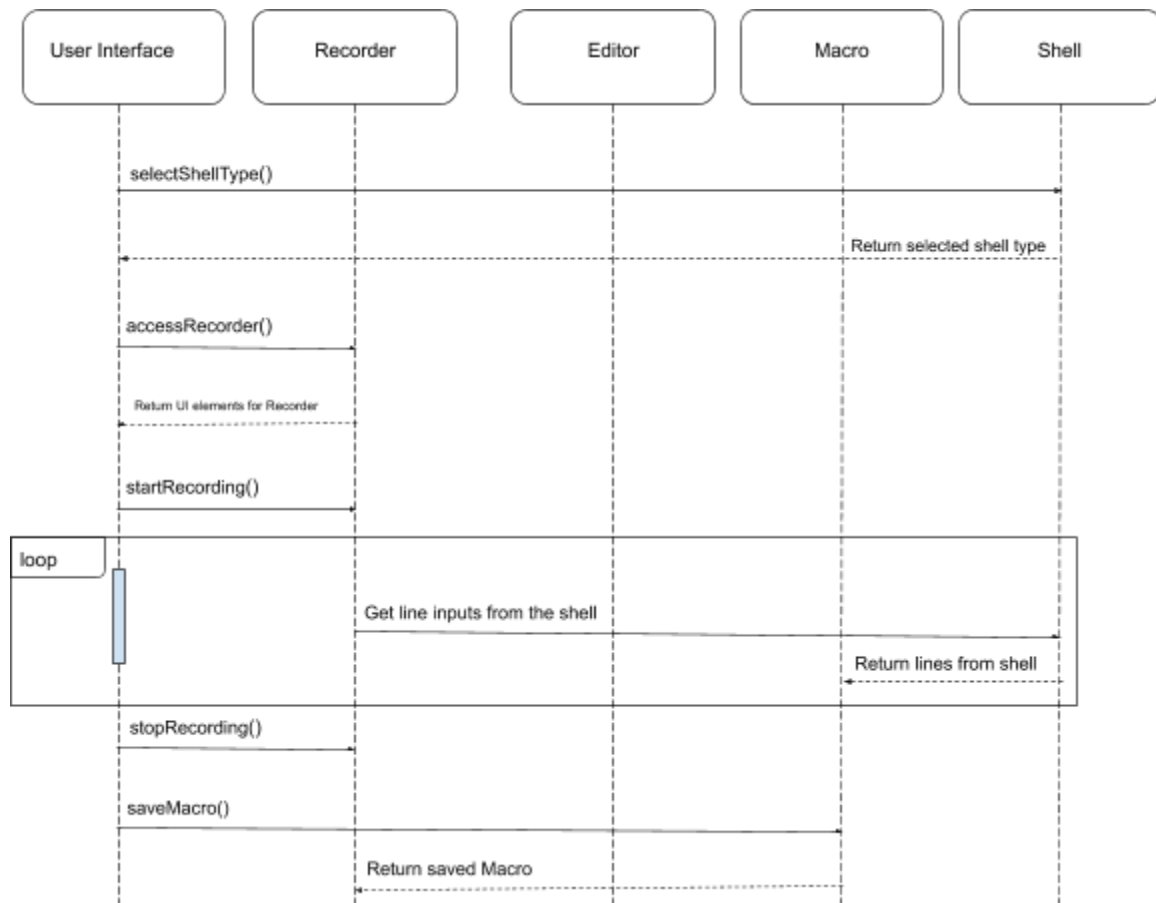 User Interface
Recorder
Editor
Macro
Shell
selectShellType()
Return selected shell type
accessRecorder()
Return UI elements for Recorder
startRecording()
loop
Get line inputs from the shell
Return lines from shell
stopRecording()
saveMacro()
Return saved Macro